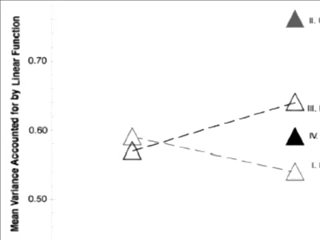 Mean Variance Accounted for by Linear Function
0.70
0.60
0.50
II.
III.
IV.
I.